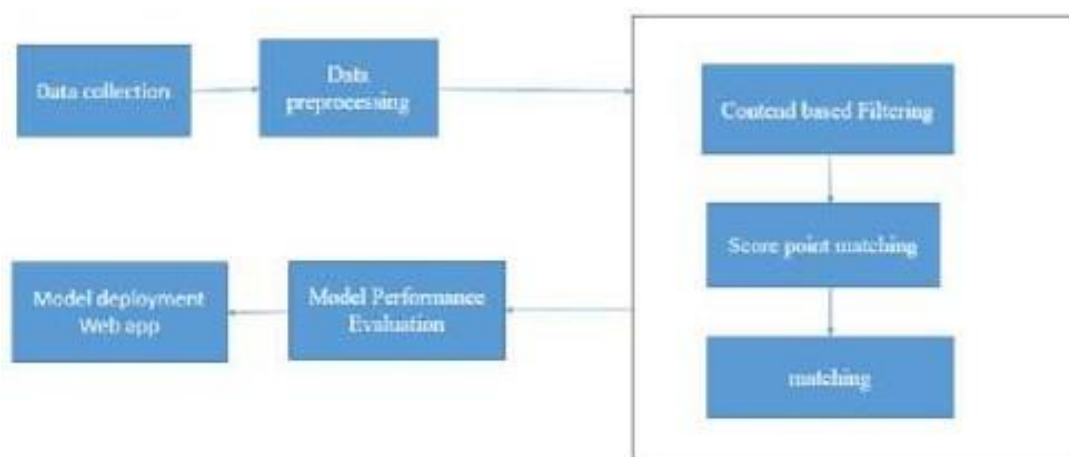 Data collection
Data
preprocessing
Contend based Filtering
Score point matching
matching
Model Performance
Evaluation
Model deployment
Web app